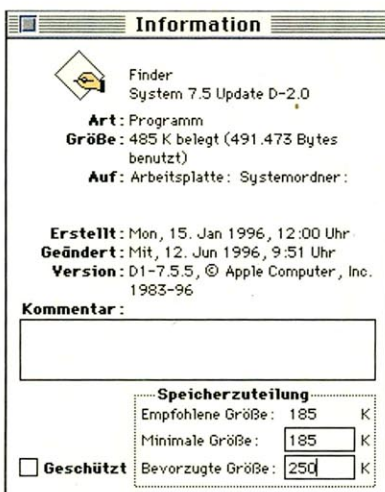 Information
Finder
System 7.5 Update D-2.0
Art: Programm
Größe: 485 K belegt (491.473 Bytes
benutzt)
Auf: Arbeitsplatte: Systemordner:
Erstellt: Mon, 15. Jan 1996, 12:00 Uhr
Geändert: Mit, 12. Jun 1996, 9:51 Uhr
Version: D1-7.5.5, © Apple Computer, Inc.
1983-96
Kommentar:
Speicherzuteilung
Empfohlene Größe: 185 K
Minimale Größe: 185 K
Geschützt Bevorzugte Größe: 250 K